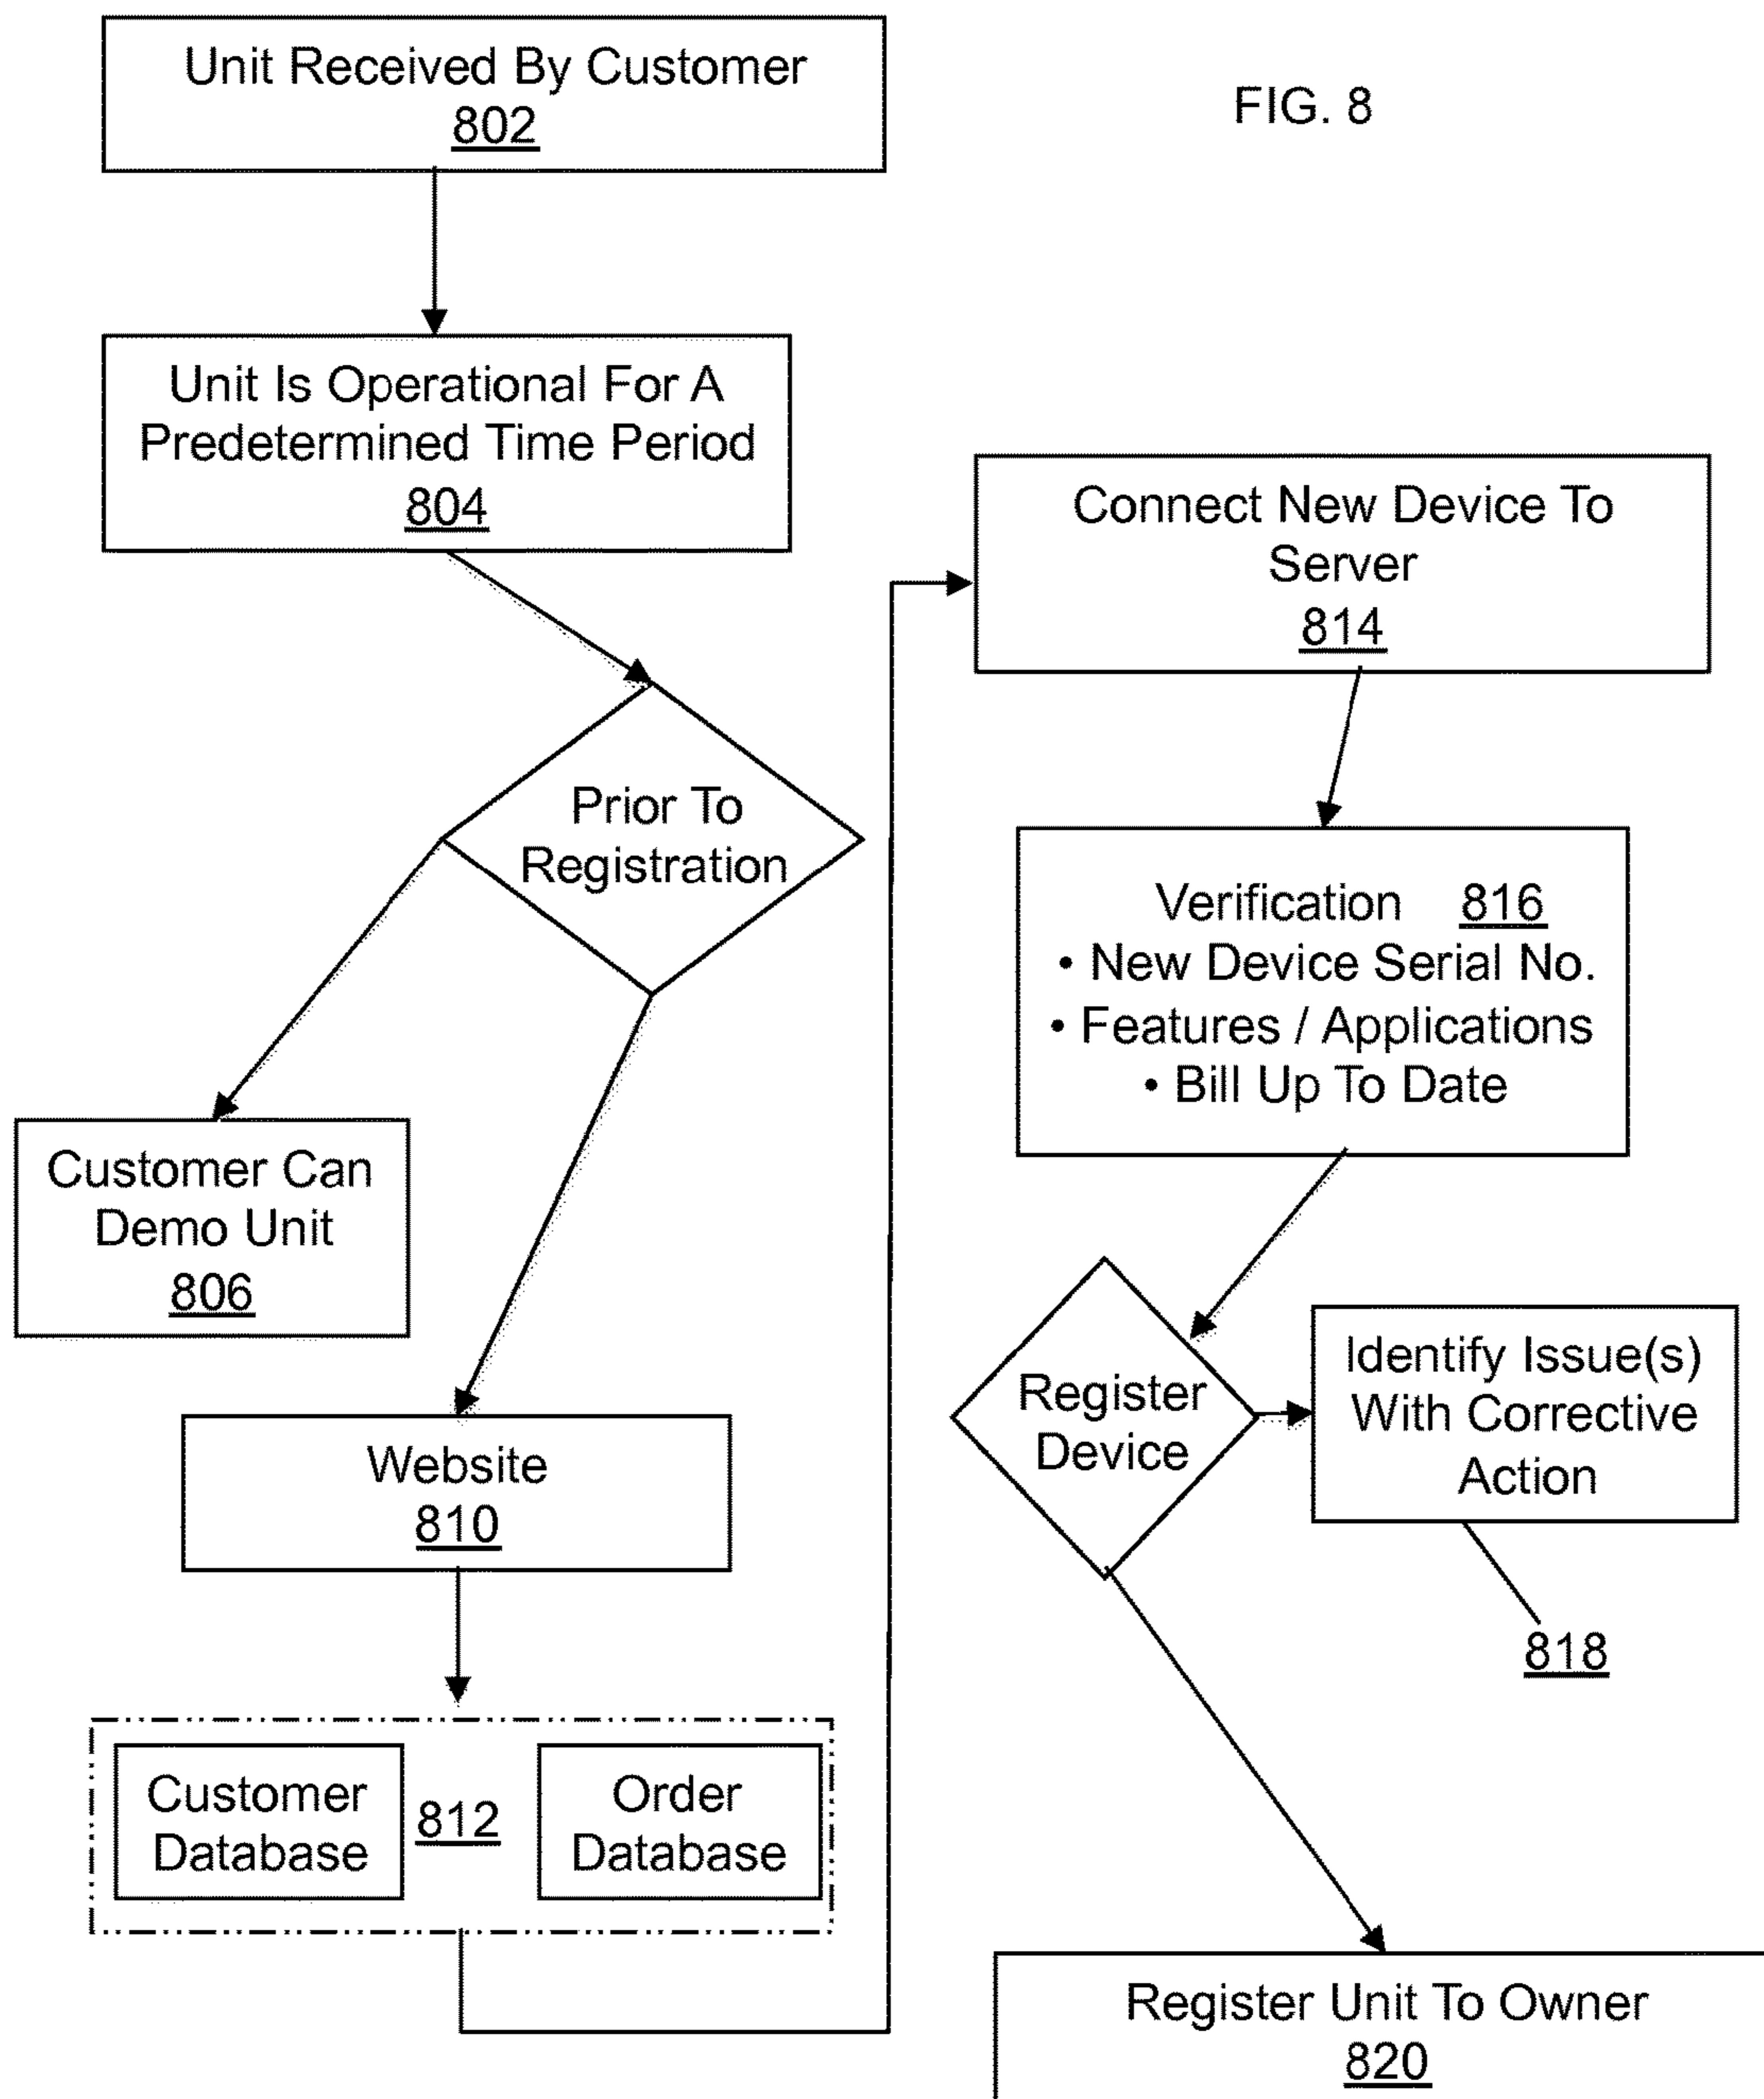 FIG. 8
Unit Received By Customer
802
Unit Is Operational For A
Predetermined Time Period
804
Prior To
Registration
Customer Can
Demo Unit
806
Website
810
Customer
Database
812
Order
Database
Connect New Device To
Server
814
Verification 816
• New Device Serial No.
• Features / Applications
• Bill Up To Date
Register
Device
Identify Issue(s)
With Corrective
Action
818
Register Unit To Owner
820